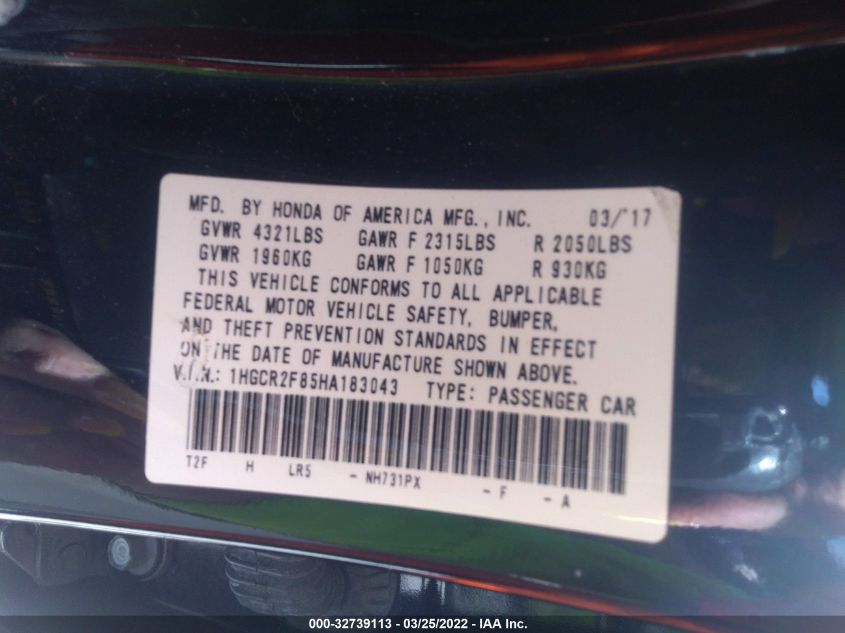 MFD. BY HONDA OF AMERICA MFG., INC. 03/'17
GVWR 4321LBS GAWR F 2315LBS R 2050LBS
GVWR 1960KG GAWR F 1050KG R 930KG
THIS VEHICLE CONFORMS TO ALL APPLICABLE
FEDERAL MOTOR VEHICLE SAFETY, BUMPER,
AND THEFT PREVENTION STANDARDS IN EFFECT
ON THE DATE OF MANUFACTURE SHOWN ABOVE.
V.I.N.: 1HGCR2F85HA183043 TYPE: PASSENGER CAR
T2F H LR5 - NH731PX - F - A
000-32739113 - 03/25/2022 - IAA Inc.